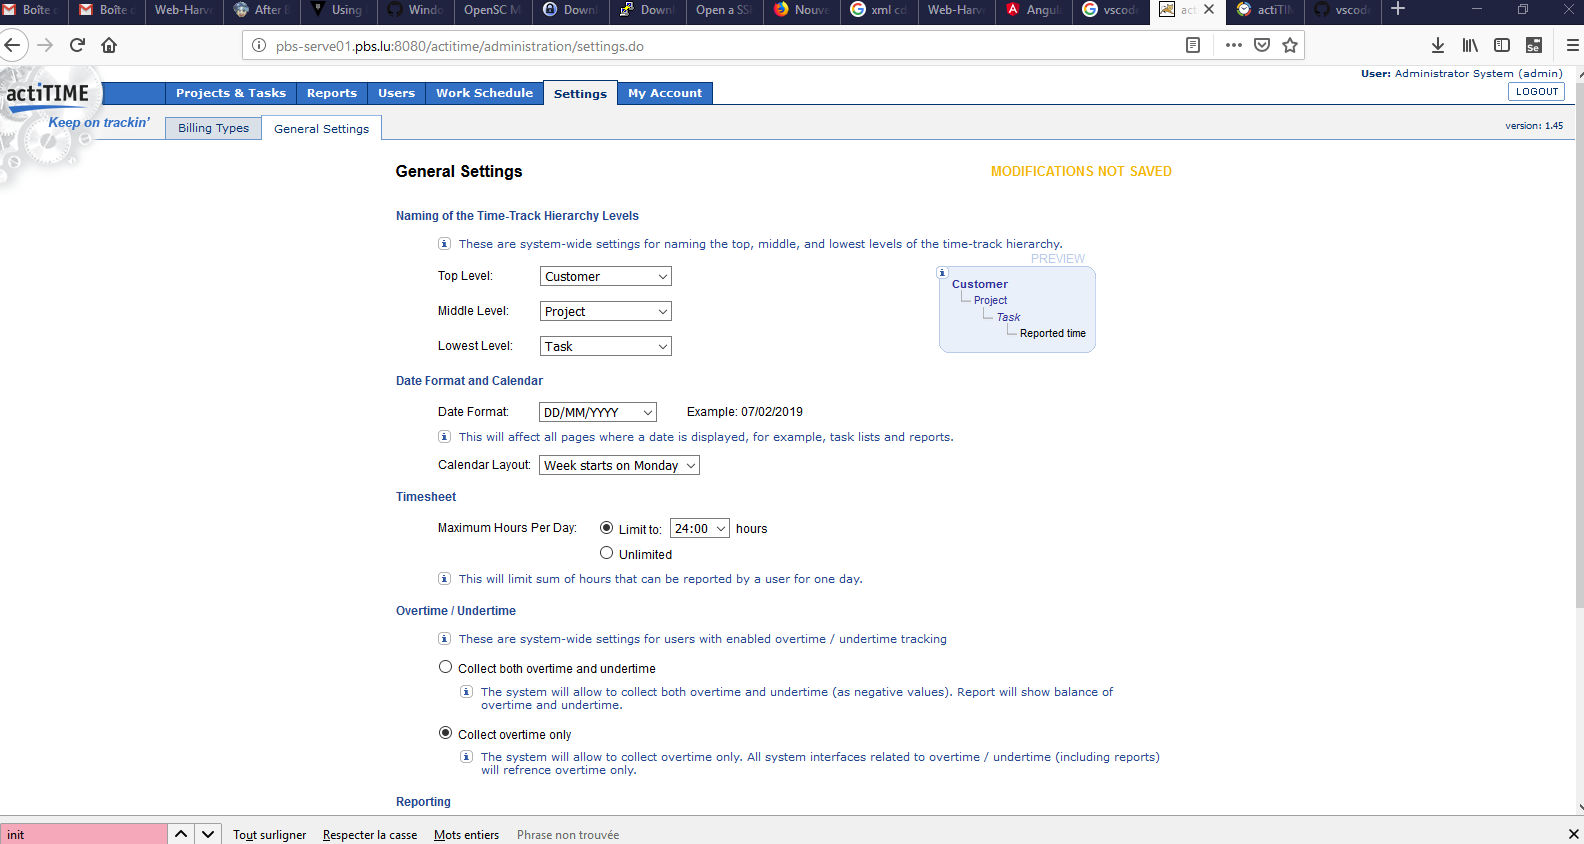 Boîte
Boîte
Web-Harve
After
Using
Windo
OpenSC M
Downl
Downl
Open a SS
Nouve
xml cd
Web-Harve
Angul
vscod
act
actiTIM
vscod
pbs-serve01.pbs.lu:8080/actitime/administration/settings.do
User: Administrator System (admin)
LOGOUT
actiTIME
Keep on trackin'
Projects & Tasks
Reports
Users
Work Schedule
Settings
My Account
Billing Types
General Settings
version: 1.45
General Settings
MODIFICATIONS NOT SAVED
Naming of the Time-Track Hierarchy Levels
These are system-wide settings for naming the top, middle, and lowest levels of the time-track hierarchy.
PREVIEW
Top Level: Customer
Middle Level: Project
Lowest Level: Task
Customer
Project
Task
Reported time
Date Format and Calendar
Date Format: DD/MM/YYYY Example: 07/02/2019
This will affect all pages where a date is displayed, for example, task lists and reports.
Calendar Layout: Week starts on Monday
Timesheet
Maximum Hours Per Day: Limit to: 24:00 hours
Unlimited
This will limit sum of hours that can be reported by a user for one day.
Overtime / Undertime
These are system-wide settings for users with enabled overtime / undertime tracking
Collect both overtime and undertime
The system will allow to collect both overtime and undertime (as negative values). Report will show balance of
overtime and undertime.
Collect overtime only
The system will allow to collect overtime only. All system interfaces related to overtime / undertime (including reports)
will refrence overtime only.
Reporting
init
Tout surligner
Respecter la casse
Mots entiers
Phrase non trouvée